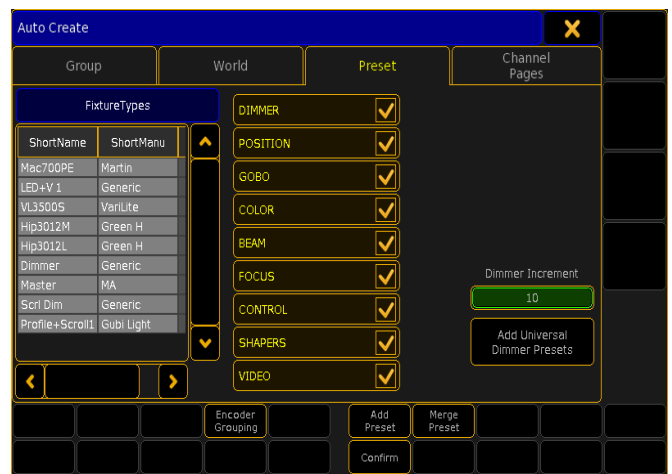 Auto Create
Group World Preset Channel Pages
FixtureTypes
ShortName ShortManu
Mac700PE Martin
LED+V 1 Generic
VL3500S VariLite
Hip3012M Green H
Hip3012L Green H
Dimmer Generic
Master MA
Scrl Dim Generic
Profile+Scroll1 Gubi Light
DIMMER
POSITION
GOBO
COLOR
BEAM
FOCUS
CONTROL
SHAPERS
VIDEO
Dimmer Increment
10
Add Universal
Dimmer Presets
Encoder Grouping Add Preset Merge Preset
Confirm